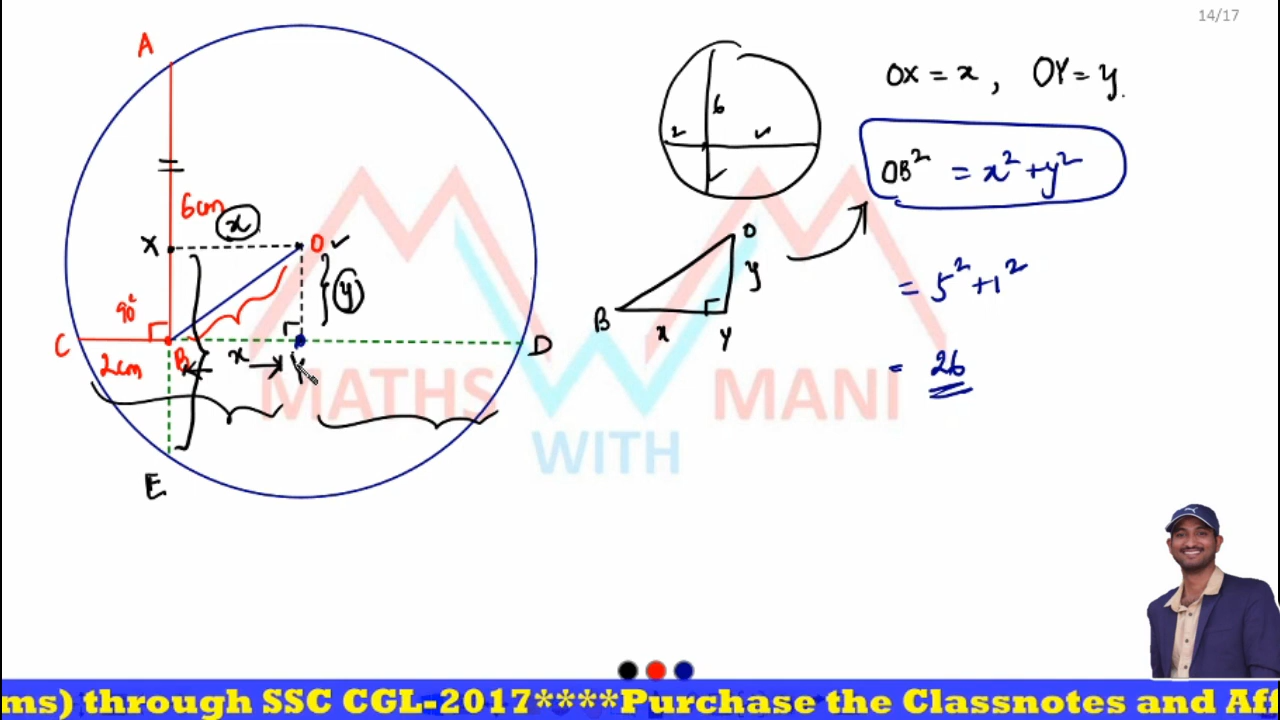 14/17
A
6cm
x
X
O
y
90°
C
B
D
2cm
x
Y
E
6
2
O
y
B
x
Y
OX = x, OY = y.
OB² = x² + y²
= 5² + 1²
= 26
MATHS
WITH
MANI
ms) through SSC CGL-2017****Purchase the Classnotes and Aff